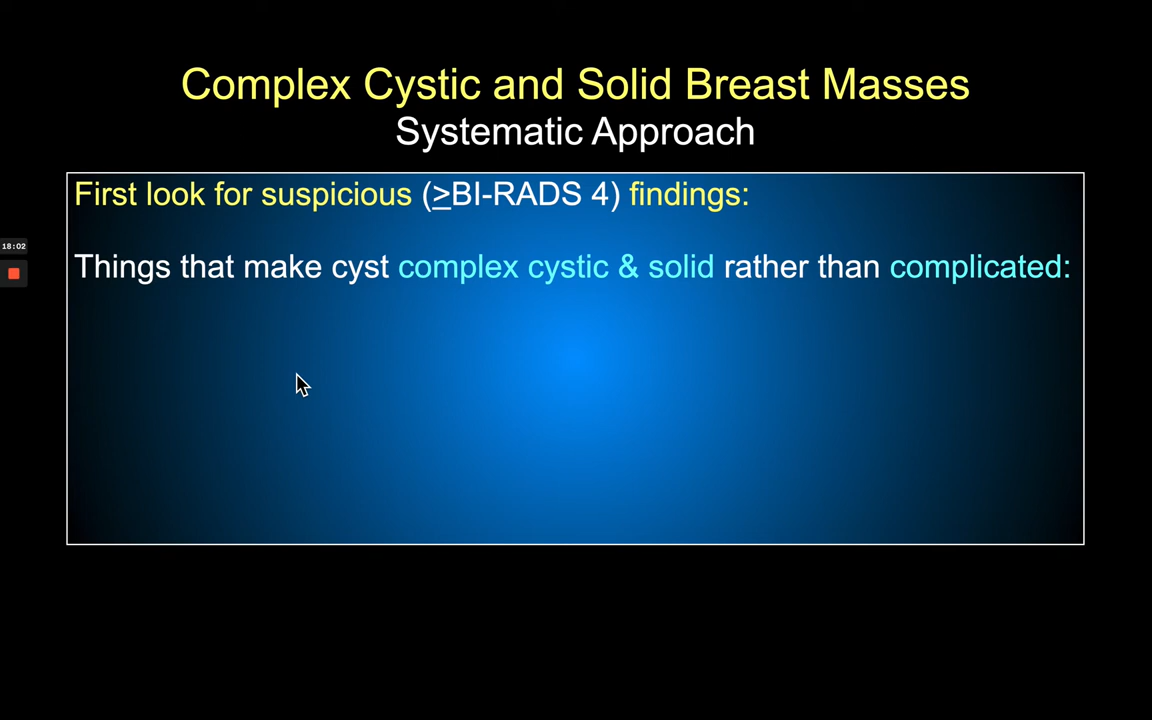 Complex Cystic and Solid Breast Masses
Systematic Approach
First look for suspicious (≥BI-RADS 4) findings:
18:02
Things that make cyst complex cystic & solid rather than complicated: